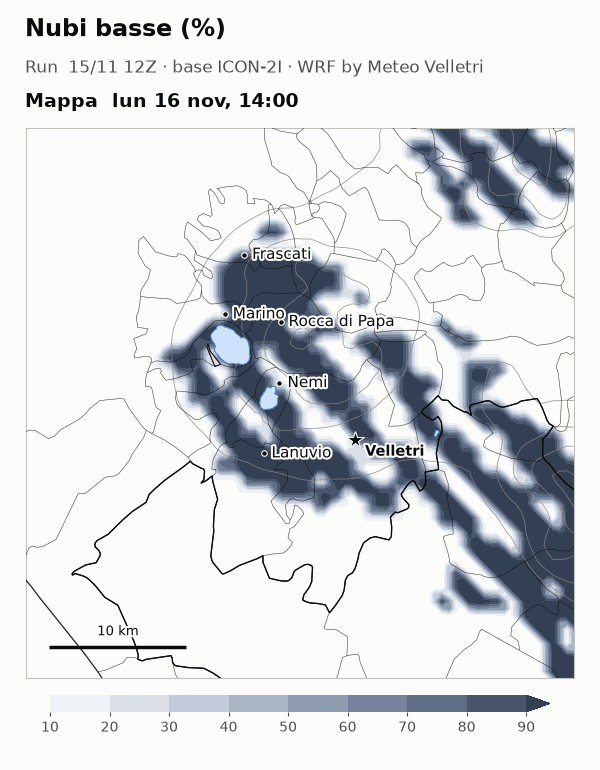 Nubi basse (%)
Run  15/11 12Z · base ICON-2I · WRF by Meteo Velletri
Mappa  lun 16 nov, 14:00
Frascati
Marino
Rocca di Papa
Nemi
Velletri
Lanuvio
10 km
10 20 30 40 50 60 70 80 90